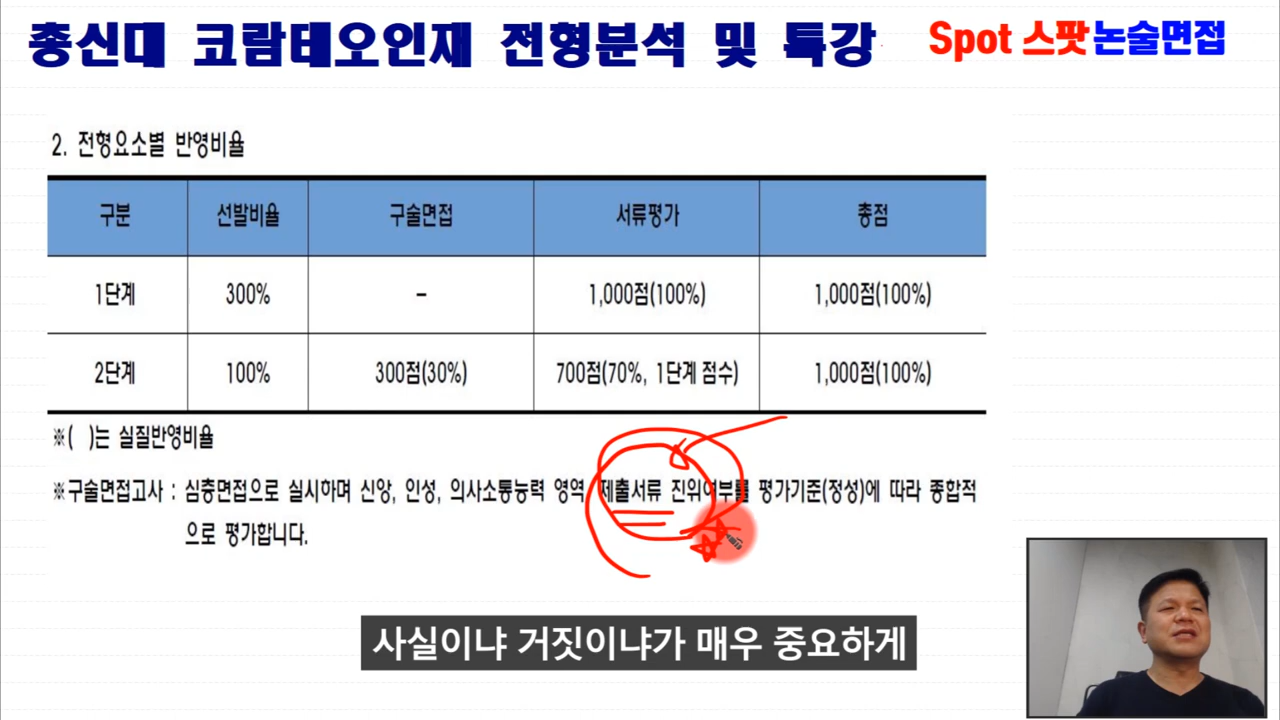 총신대 코람데오인재 전형분석 및 특강
Spot 스팟 논술면접
2. 전형요소별 반영비율
구분 선발비율 구술면접 서류평가 총점
1단계 300% - 1,000점(100%) 1,000점(100%)
2단계 100% 300점(30%) 700점(70%, 1단계 점수) 1,000점(100%)
※( )는 실질반영비율
※구술면접고사 : 심층면접으로 실시하며 신앙, 인성, 의사소통능력 영역, 제출서류 진위여부를 평가기준(정성)에 따라 종합적
으로 평가합니다.
사실이냐 거짓이냐가 매우 중요하게